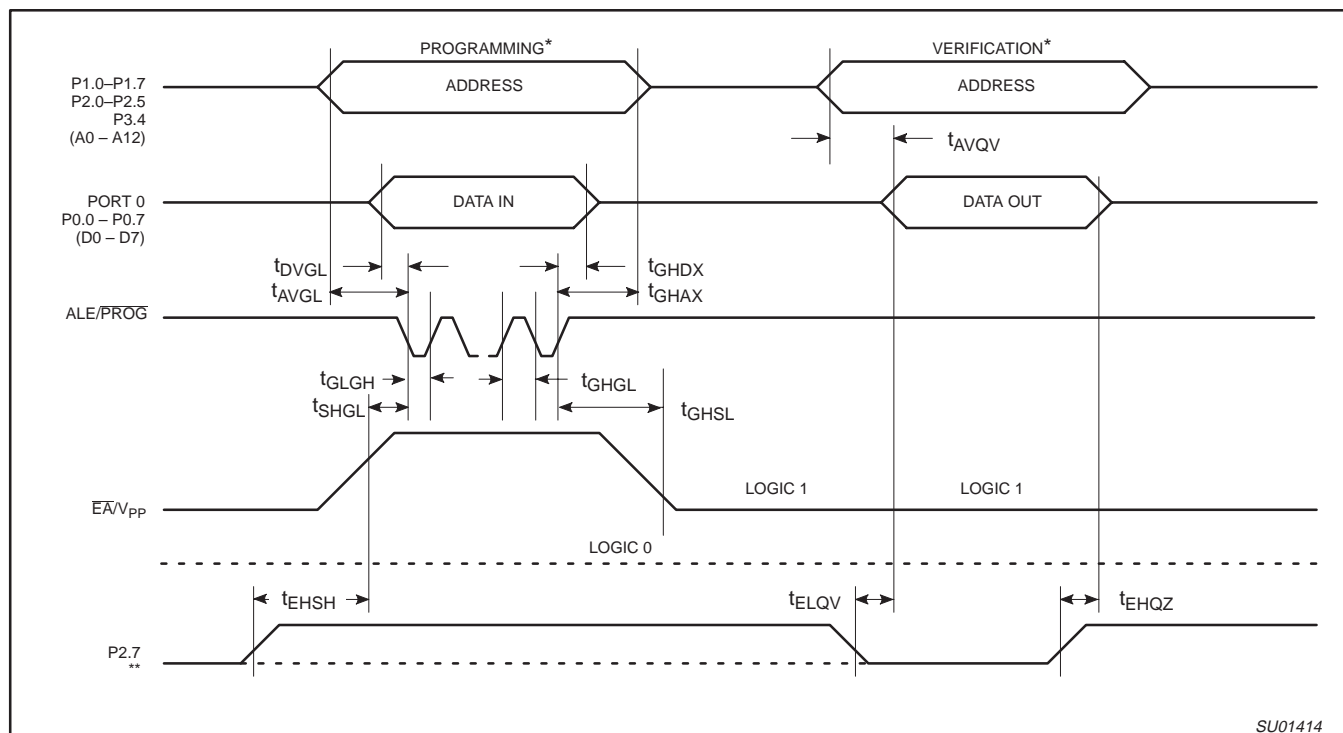 PROGRAMMING*
VERIFICATION*
P1.0–P1.7
P2.0–P2.5
P3.4
(A0 – A12)
ADDRESS
ADDRESS
tAVQV
PORT 0
P0.0 – P0.7
(D0 – D7)
DATA IN
DATA OUT
tDVGL
tGHDX
tAVGL
tGHAX
ALE/PROG
tGLGH
tGHGL
tSHGL
tGHSL
EA/VPP
LOGIC 1
LOGIC 1
LOGIC 0
tEHSH
tELQV
tEHQZ
P2.7
**
SU01414